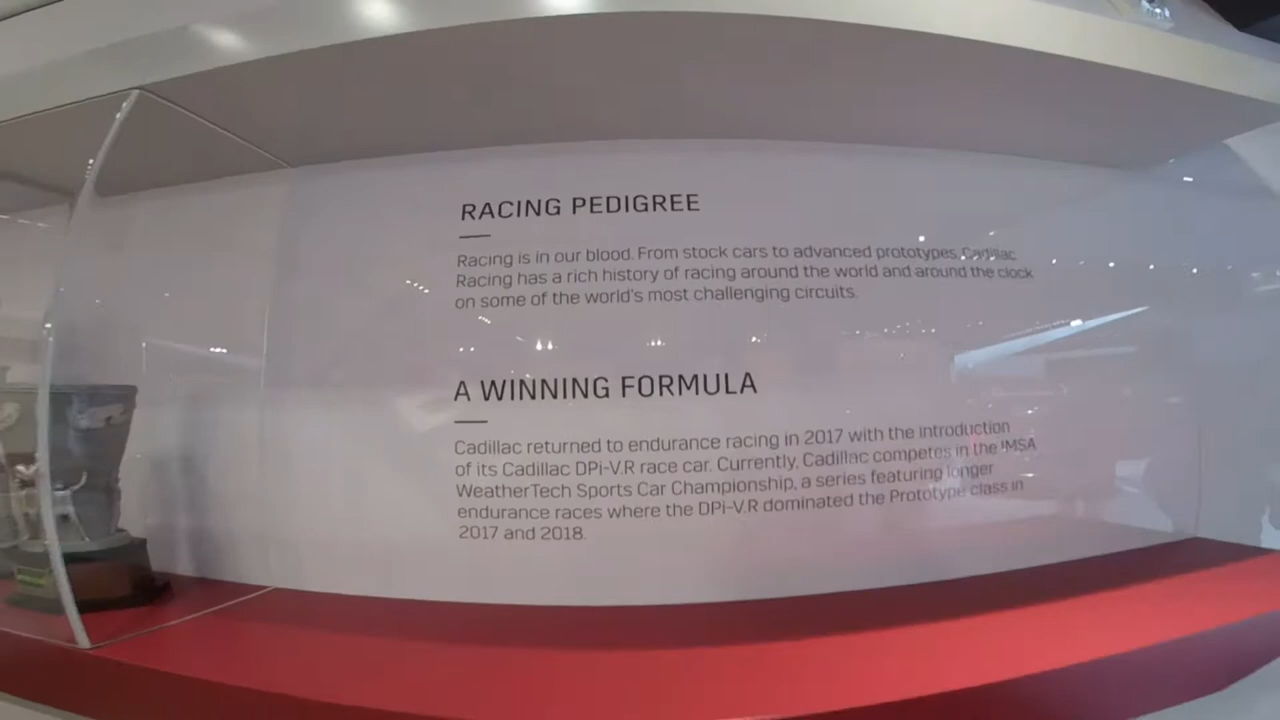 RACING PEDIGREE
Racing is in our blood. From stock cars to advanced prototypes, Cadillac
Racing has a rich history of racing around the world and around the clock
on some of the world's most challenging circuits.
A WINNING FORMULA
Cadillac returned to endurance racing in 2017 with the introduction
of its Cadillac DPi-V.R race car. Currently, Cadillac competes in the IMSA
WeatherTech Sports Car Championship, a series featuring longer
endurance races where the DPi-V.R dominated the Prototype class in
2017 and 2018.